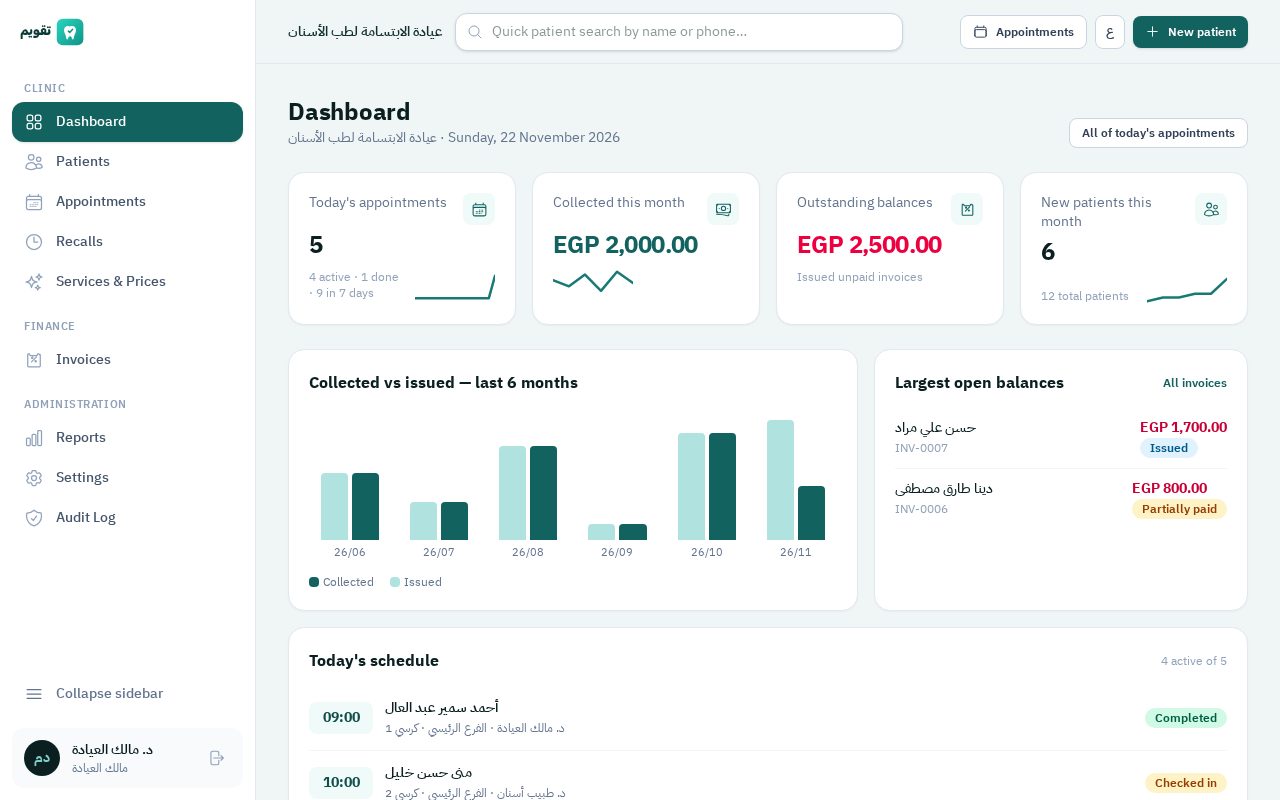 تقويم
CLINIC
Dashboard
Patients
Appointments
Recalls
Services & Prices
FINANCE
Invoices
ADMINISTRATION
Reports
Settings
Audit Log
Collapse sidebar
دم
د. مالك العيادة
مالك العيادة
عيادة الابتسامة لطب الأسنان
Quick patient search by name or phone...
Appointments
ع
New patient
Dashboard
عيادة الابتسامة لطب الأسنان · Sunday, 22 November 2026
All of today's appointments
Today's appointments
5
4 active · 1 done
· 9 in 7 days
Collected this month
EGP 2,000.00
Outstanding balances
EGP 2,500.00
Issued unpaid invoices
New patients this
month
6
12 total patients
Collected vs issued — last 6 months
26/06 26/07 26/08 26/09 26/10 26/11
Collected Issued
Largest open balances
All invoices
حسن علي مراد
EGP 1,700.00
INV-0007
Issued
دينا طارق مصطفى
EGP 800.00
INV-0006
Partially paid
Today's schedule
4 active of 5
09:00
أحمد سمير عبد العال
د. مالك العيادة · الفرع الرئيسي · كرسي 1
Completed
10:00
منى حسن خليل
د. طبيب أسنان · الفرع الرئيسي · كرسي 2
Checked in